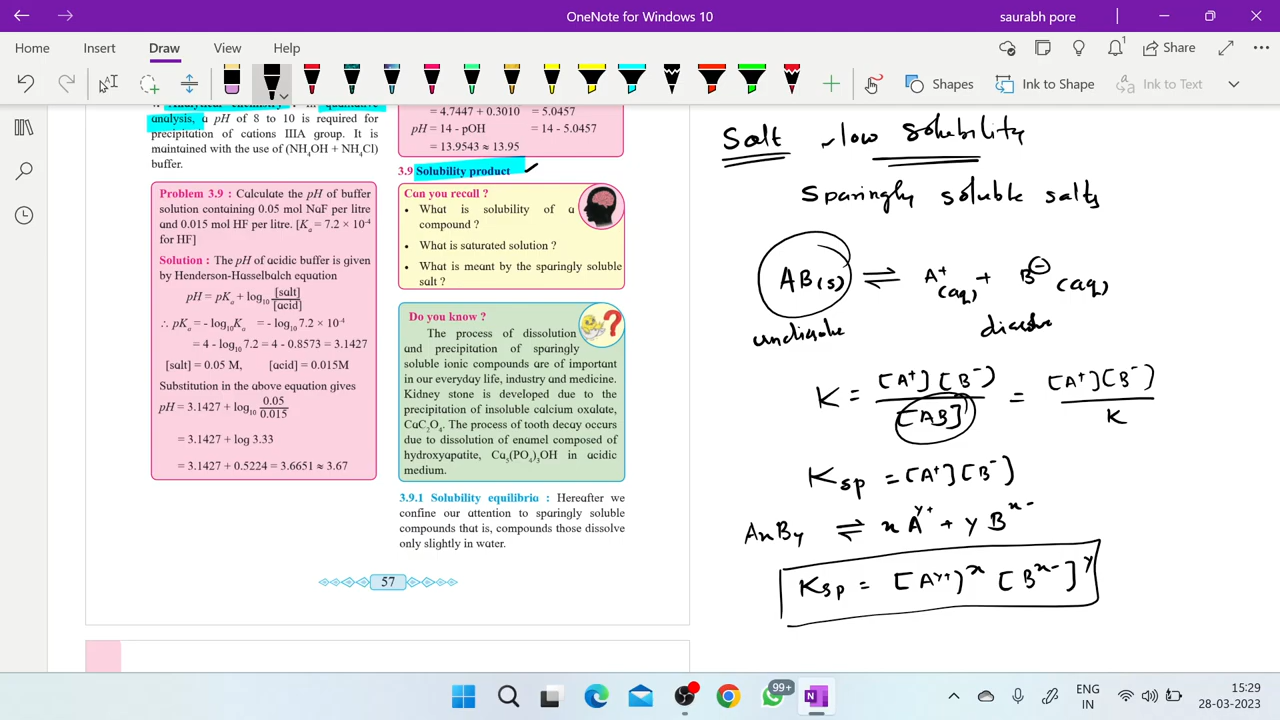 OneNote for Windows 10
saurabh pore
Home Insert Draw View Help
Share
Shapes
Ink to Shape
Ink to Text
analysis, a pH of 8 to 10 is required for
precipitation of cations IIIA group. It is
maintained with the use of (NH₄OH + NH₄Cl)
buffer.
Problem 3.9 : Calculate the pH of buffer
solution containing 0.05 mol NaF per litre
and 0.015 mol HF per litre. [Kₐ = 7.2 × 10⁻⁴
for HF]
Solution : The pH of acidic buffer is given
by Henderson-Hasselbalch equation
pH = pKₐ + log₁₀ [salt]/[acid]
∴ pKₐ = - log₁₀Kₐ = - log₁₀ 7.2 × 10⁻⁴
= 4 - log₁₀ 7.2 = 4 - 0.8573 = 3.1427
[salt] = 0.05 M, [acid] = 0.015M
Substitution in the above equation gives
pH = 3.1427 + log₁₀ 0.05/0.015
= 3.1427 + log 3.33
= 3.1427 + 0.5224 = 3.6651 ≈ 3.67
= 4.7447 + 0.3010 = 5.0457
pH = 14 - pOH = 14 - 5.0457
= 13.9543 ≈ 13.95
3.9 Solubility product
Can you recall ?
• What is solubility of a
compound ?
• What is saturated solution ?
• What is meant by the sparingly soluble
salt ?
Do you know ?
The process of dissolution
and precipitation of sparingly
soluble ionic compounds are of important
in our everyday life, industry and medicine.
Kidney stone is developed due to the
precipitation of insoluble calcium oxalate,
CaC₂O₄. The process of tooth decay occurs
due to dissolution of enamel composed of
hydroxyapatite, Ca₅(PO₄)₃OH in acidic
medium.
3.9.1 Solubility equilibria : Hereafter we
confine our attention to sparingly soluble
compounds that is, compounds those dissolve
only slightly in water.
57
Salt ~low solubility
Sparingly soluble salts
AB(s) ⇌ A⁺(aq) + B⁻(aq)
K = [A⁺][B⁻]/[AB] = [A⁺][B⁻]/K
Ksp = [A⁺][B⁻]
AxBy ⇌ x Aʸ⁺ + y Bˣ⁻
Ksp = [Aʸ⁺]ˣ [Bˣ⁻]ʸ
99+
ENG
IN
15:29
28-03-2023